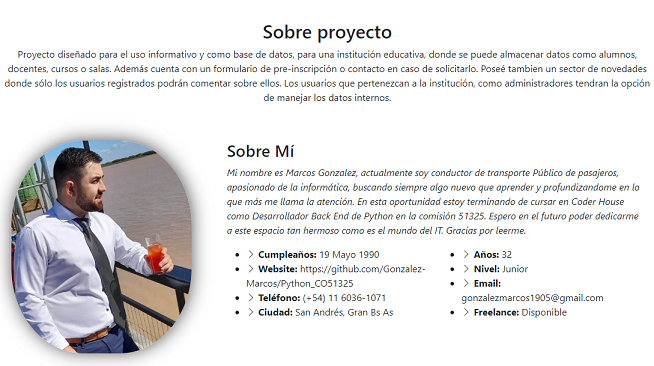 Sobre proyecto
Proyecto diseñado para el uso informativo y como base de datos, para una institución educativa, donde se puede almacenar datos como alumnos,
docentes, cursos o salas. Además cuenta con un formulario de pre-inscripción o contacto en caso de solicitarlo. Poseé tambien un sector de novedades
donde sólo los usuarios registrados podrán comentar sobre ellos. Los usuarios que pertenezcan a la institución, como administradores tendran la opción
de manejar los datos internos.
Sobre Mí
Mi nombre es Marcos Gonzalez, actualmente soy conductor de transporte Público de pasajeros,
apasionado de la informática, buscando siempre algo nuevo que aprender y profundizandome en lo
que más me llama la atención. En esta oportunidad estoy terminando de cursar en Coder House
como Desarrollador Back End de Python en la comisión 51325. Espero en el futuro poder dedicarme
a este espacio tan hermoso como es el mundo del IT. Gracias por leerme.
Cumpleaños: 19 Mayo 1990
Website: https://github.com/Gonzalez-
Marcos/Python_CO51325
Teléfono: (+54) 11 6036-1071
Ciudad: San Andrés, Gran Bs As
Años: 32
Nivel: Junior
Email:
gonzalezmarcos1905@gmail.com
Freelance: Disponible